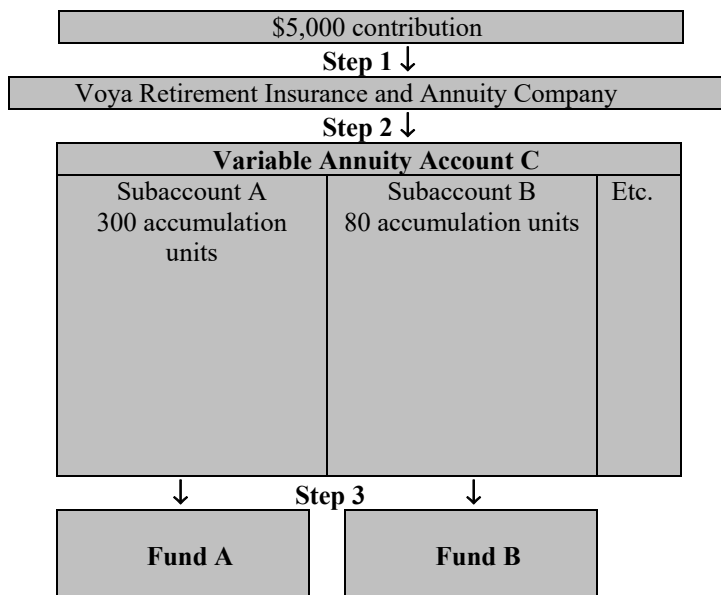 $5,000 contribution
Step 1 ↓
Voya Retirement Insurance and Annuity Company
Step 2 ↓
Variable Annuity Account C
Subaccount A
300 accumulation
units
Subaccount B
80 accumulation units
Etc.
↓ Step 3 ↓
Fund A
Fund B